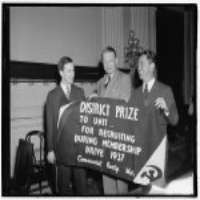 DISTRICT PRIZE
TO UNIT
FOR RECRUITING
DURING MEMBERSHIP
DRIVE 1937
Communist Party